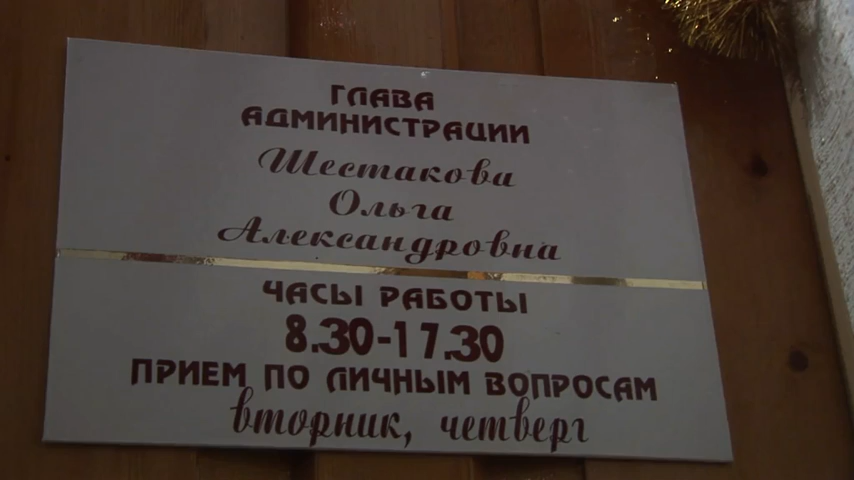 ГЛАВА
АДМИНИСТРАЦИИ
Шестакова
Ольга
Александровна
ЧАСЫ РАБОТЫ
8.30-17.30
ПРИЕМ ПО ЛИЧНЫМ ВОПРОСАМ
вторник, четверг